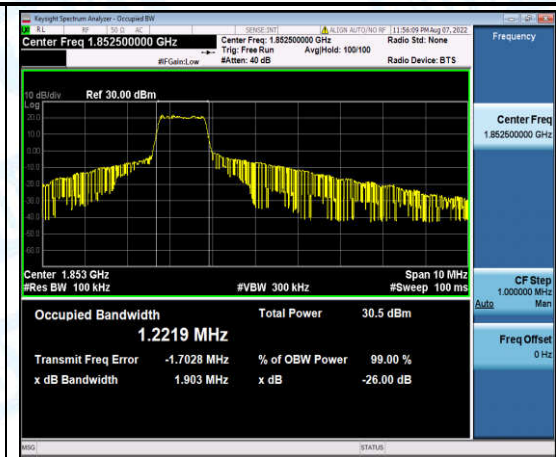 Keysight Spectrum Analyzer - Occupied BW
RL RF 50 Ω AC SENSE:INT ALIGN AUTO/NO RF 11:56:09 PM Aug 07, 2022
Center Freq 1.852500000 GHz
Center Freq: 1.852500000 GHz
Radio Std: None
Trig: Free Run Avg|Hold: 100/100
#IFGain:Low #Atten: 40 dB Radio Device: BTS
Frequency
10 dB/div Ref 30.00 dBm
Log
20.0
10.0
0.00
-10.0
-20.0
-30.0
-40.0
-50.0
-60.0
Center 1.853 GHz Span 10 MHz
#Res BW 100 kHz #VBW 300 kHz #Sweep 100 ms
Occupied Bandwidth Total Power 30.5 dBm
1.2219 MHz
Transmit Freq Error -1.7028 MHz % of OBW Power 99.00 %
x dB Bandwidth 1.903 MHz x dB -26.00 dB
Center Freq
1.852500000 GHz
CF Step
1.000000 MHz
Auto Man
Freq Offset
0 Hz
MSG STATUS